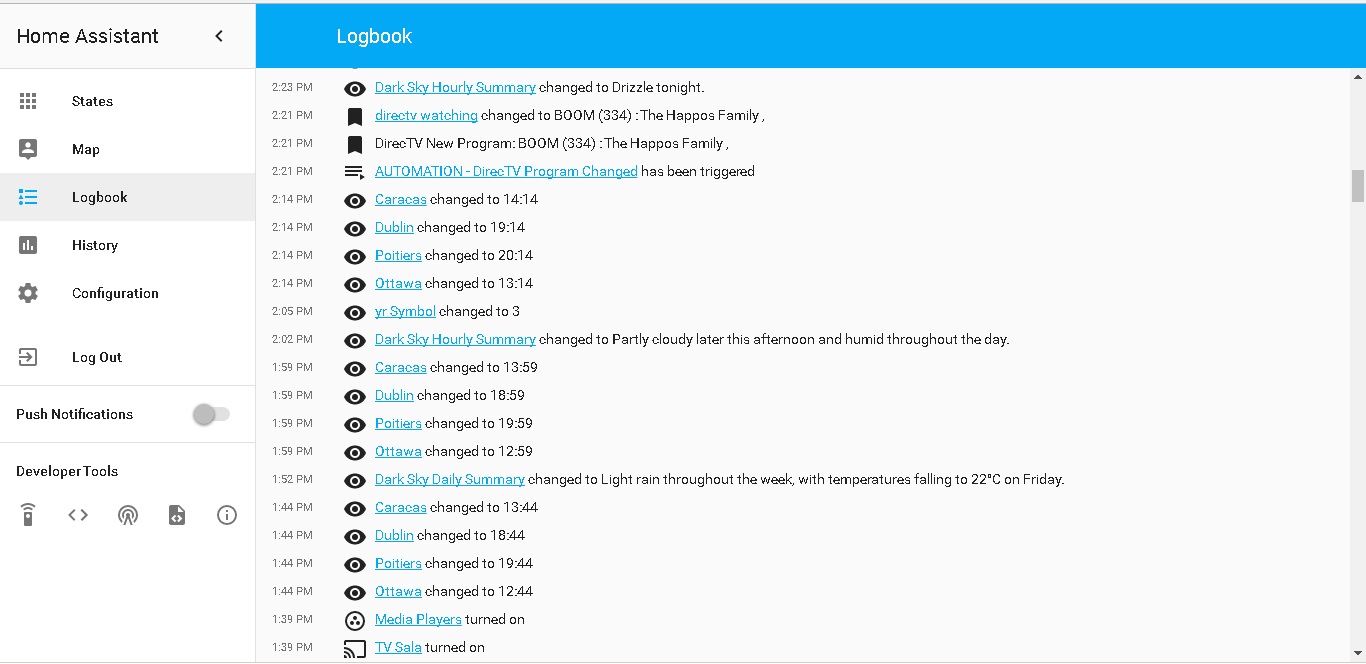 Home Assistant
Logbook
States
Map
Logbook
History
Configuration
Log Out
Push Notifications
Developer Tools
2:23 PM Dark Sky Hourly Summary changed to Drizzle tonight.
2:21 PM directv watching changed to BOOM (334) : The Happos Family ,
2:21 PM DirecTV New Program: BOOM (334) : The Happos Family ,
2:21 PM AUTOMATION - DirecTV Program Changed has been triggered
2:14 PM Caracas changed to 14:14
2:14 PM Dublin changed to 19:14
2:14 PM Poitiers changed to 20:14
2:14 PM Ottawa changed to 13:14
2:05 PM yr Symbol changed to 3
2:02 PM Dark Sky Hourly Summary changed to Partly cloudy later this afternoon and humid throughout the day.
1:59 PM Caracas changed to 13:59
1:59 PM Dublin changed to 18:59
1:59 PM Poitiers changed to 19:59
1:59 PM Ottawa changed to 12:59
1:52 PM Dark Sky Daily Summary changed to Light rain throughout the week, with temperatures falling to 22°C on Friday.
1:44 PM Caracas changed to 13:44
1:44 PM Dublin changed to 18:44
1:44 PM Poitiers changed to 19:44
1:44 PM Ottawa changed to 12:44
1:39 PM Media Players turned on
1:39 PM TV Sala turned on